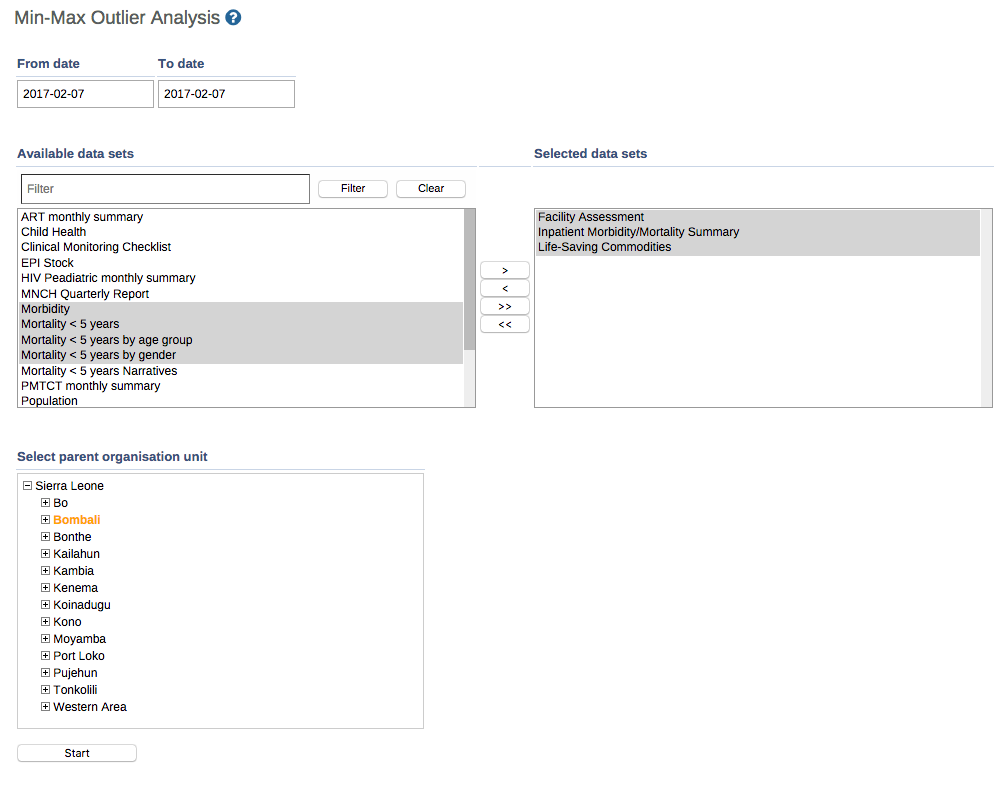 Min-Max Outlier Analysis ?
From date To date
2017-02-07 2017-02-07
Available data sets Selected data sets
Filter Filter Clear
ART monthly summary
Child Health
Clinical Monitoring Checklist
EPI Stock
HIV Peadiatric monthly summary
MNCH Quarterly Report
Morbidity
Mortality < 5 years
Mortality < 5 years by age group
Mortality < 5 years by gender
Mortality < 5 years Narratives
PMTCT monthly summary
Population
>
<
>>
<<
Facility Assessment
Inpatient Morbidity/Mortality Summary
Life-Saving Commodities
Select parent organisation unit
Sierra Leone
Bo
Bombali
Bonthe
Kailahun
Kambia
Kenema
Koinadugu
Kono
Moyamba
Port Loko
Pujehun
Tonkolili
Western Area
Start